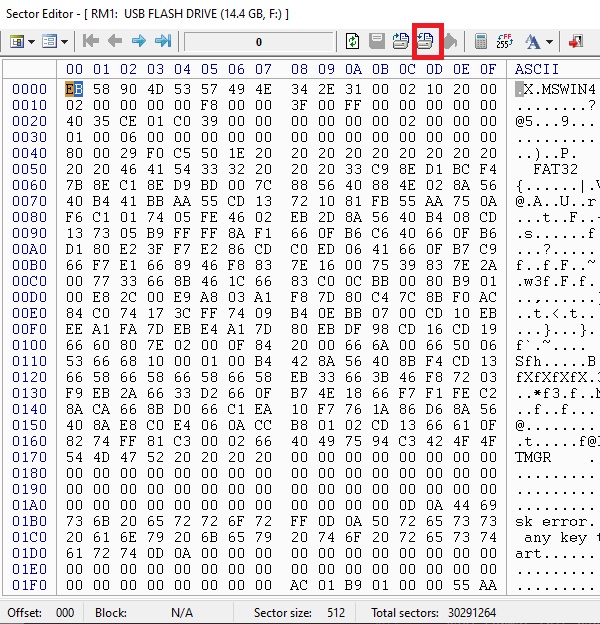 Sector Editor - [ RM1:  USB FLASH DRIVE (14.4 GB, F:) ]
0
00 01 02 03 04 05 06 07 08 09 0A 0B 0C 0D 0E 0F ASCII
0000 EB 58 90 4D 53 57 49 4E 34 2E 31 00 02 10 20 00 .X.MSWIN4
0010 02 00 00 00 00 F8 00 00 3F 00 FF 00 00 00 00 00 .........?
0020 40 35 CE 01 C0 39 00 00 00 00 00 00 02 00 00 00 @5...9....
0030 01 00 06 00 00 00 00 00 00 00 00 00 00 00 00 00 ..........
0040 80 00 29 F0 C5 50 1E 20 20 20 20 20 20 20 20 20 ..)..P.
0050 20 20 46 41 54 33 32 20 20 20 33 C9 8E D1 BC F4 FAT32
0060 7B 8E C1 8E D9 BD 00 7C 88 56 40 88 4E 02 8A 56 {......|.V
0070 40 B4 41 BB AA 55 CD 13 72 10 81 FB 55 AA 75 0A @.A..U..r
0080 F6 C1 01 74 05 FE 46 02 EB 2D 8A 56 40 B4 08 CD ...t..F..-
0090 13 73 05 B9 FF FF 8A F1 66 0F B6 C6 40 66 0F B6 .s......f
00A0 D1 80 E2 3F F7 E2 86 CD C0 ED 06 41 66 0F B7 C9 ...?.....
00B0 66 F7 E1 66 89 46 F8 83 7E 16 00 75 39 83 7E 2A f..f.F..~
00C0 00 77 33 66 8B 46 1C 66 83 C0 0C BB 00 80 B9 01 .w3f.F.f.
00D0 00 E8 2C 00 E9 A8 03 A1 F8 7D 80 C4 7C 8B F0 AC ..,......}
00E0 84 C0 74 17 3C FF 74 09 B4 0E BB 07 00 CD 10 EB ..t.<.t..
00F0 EE A1 FA 7D EB E4 A1 7D 80 EB DF 98 CD 16 CD 19 ...}...}.
0100 66 60 80 7E 02 00 0F 84 20 00 66 6A 00 66 50 06 f`.~....
0110 53 66 68 10 00 01 00 B4 42 8A 56 40 8B F4 CD 13 Sfh.....B
0120 66 58 66 58 66 58 66 58 EB 33 66 3B 46 F8 72 03 fXfXfXfX.3
0130 F9 EB 2A 66 33 D2 66 0F B7 4E 18 66 F7 F1 FE C2 ..*f3.f..N
0140 8A CA 66 8B D0 66 C1 EA 10 F7 76 1A 86 D6 8A 56 ..f..f...
0150 40 8A E8 C0 E4 06 0A CC B8 01 02 CD 13 66 61 0F @.........
0160 82 74 FF 81 C3 00 02 66 40 49 75 94 C3 42 4F 4F .t.....f@I
0170 54 4D 47 52 20 20 20 20 00 00 00 00 00 00 00 00 TMGR
0180 00 00 00 00 00 00 00 00 00 00 00 00 00 00 00 00 ..........
0190 00 00 00 00 00 00 00 00 00 00 00 00 00 00 00 00 ..........
01A0 00 00 00 00 00 00 00 00 00 00 00 00 0D 0A 44 69 ..........
01B0 73 6B 20 65 72 72 6F 72 FF 0D 0A 50 72 65 73 73 sk error.
01C0 20 61 6E 79 20 6B 65 79 20 74 6F 20 72 65 73 74 any key t
01D0 61 72 74 0D 0A 00 00 00 00 00 00 00 00 00 00 00 art.......
01E0 00 00 00 00 00 00 00 00 00 00 00 00 00 00 00 00 ..........
01F0 00 00 00 00 00 00 00 00 AC 01 B9 01 00 00 55 AA ..........
Offset: 000 Block: N/A Sector size: 512 Total sectors: 30291264